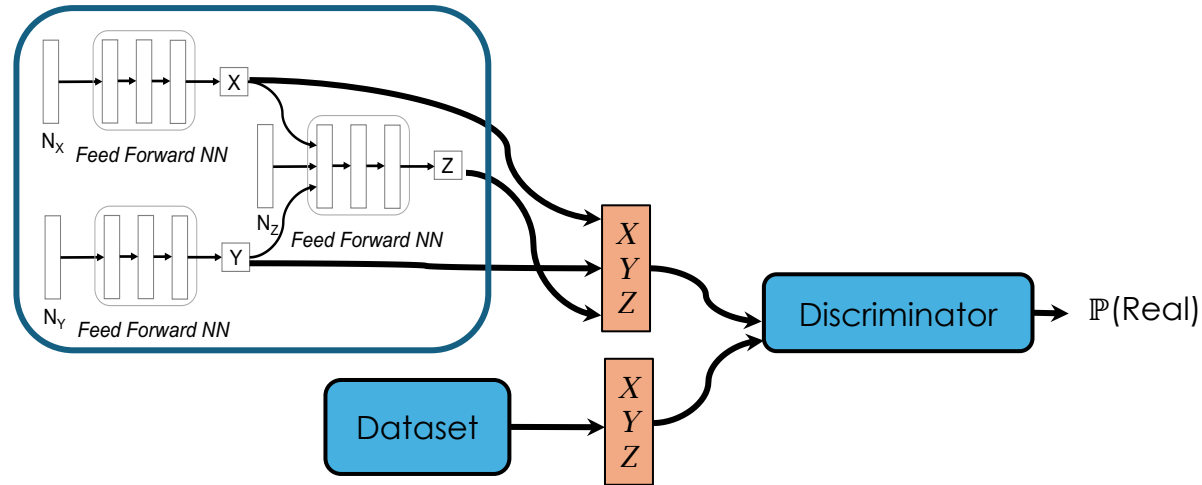 X
N_X
Feed Forward NN
Z
N_Z
Feed Forward NN
Y
N_Y
Feed Forward NN
X
Y
Z
Discriminator
ℙ(Real)
Dataset
X
Y
Z